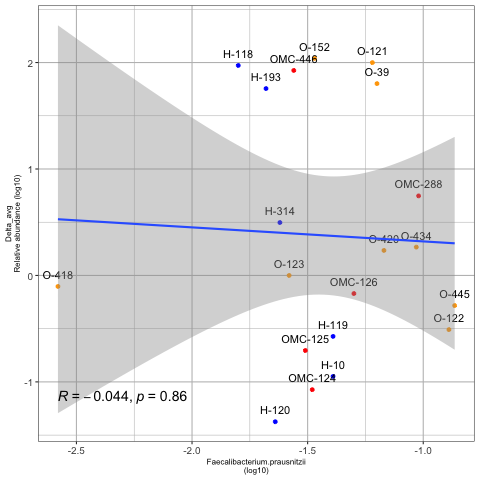 O-152
H-118
OMC-446
O-121
H-193
O-39
OMC-288
H-314
O-420
O-434
O-123
O-418
OMC-126
O-445
O-122
H-119
OMC-125
H-10
OMC-124
H-120
R = −0.044, p = 0.86
2
1
0
-1
-2.5
-2.0
-1.5
-1.0
Delta_avg
Relative abundance (log10)
Faecalibacterium.prausnitzii
(log10)